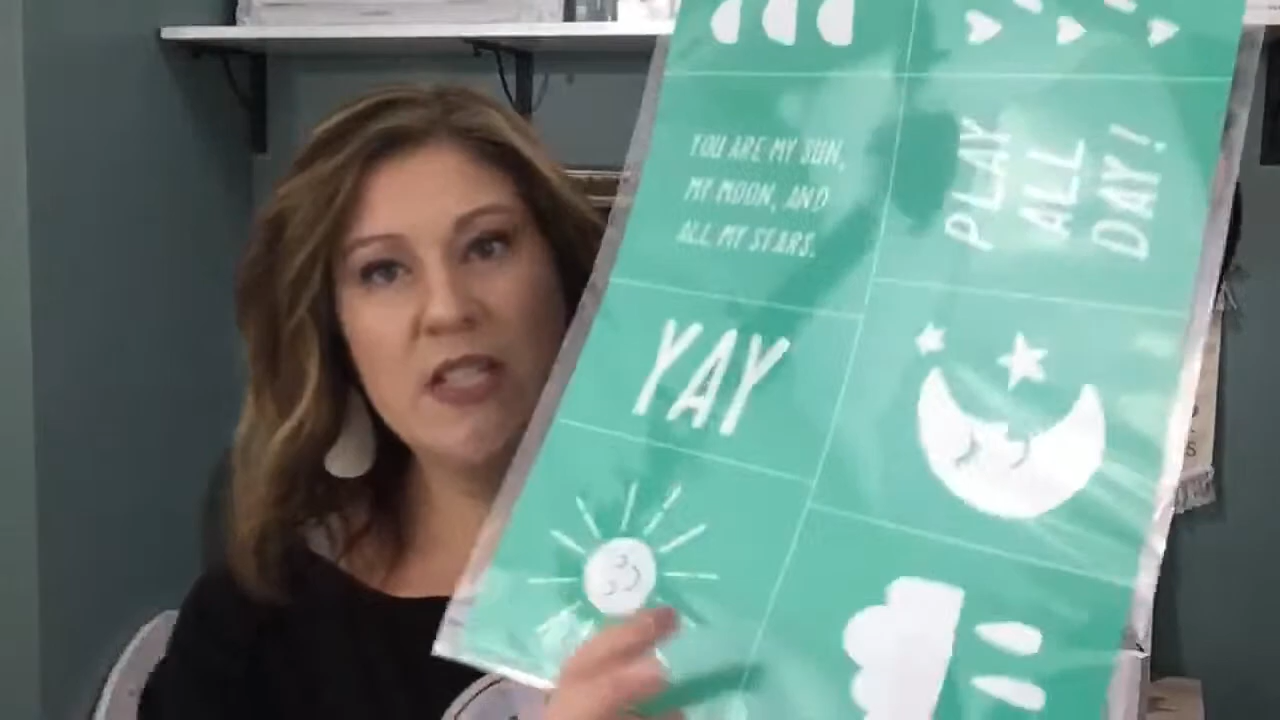 YOU ARE MY SUN,
MY MOON, AND
ALL MY STARS.
PLAY
ALL
DAY!
YAY